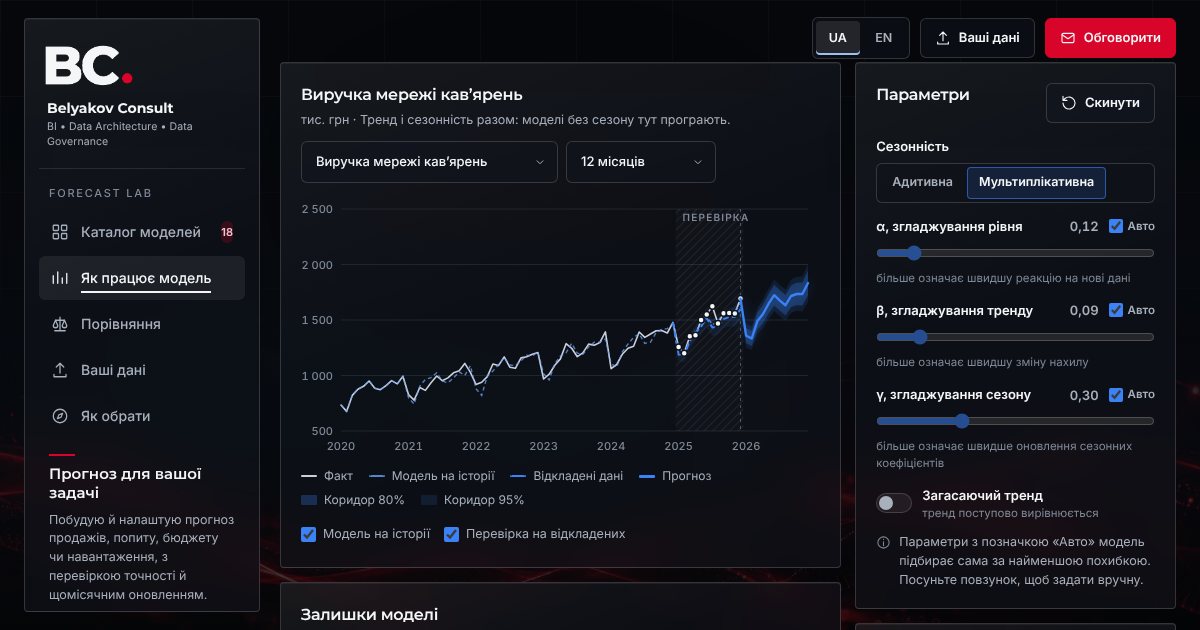 BC.
Belyakov Consult
BI • Data Architecture • Data
Governance
FORECAST LAB
Каталог моделей 18
Як працює модель
Порівняння
Ваші дані
Як обрати
Прогноз для вашої
задачі
Побудую й налаштую прогноз
продажів, попиту, бюджету
чи навантаження, з
перевіркою точності й
щомісячним оновленням.
UA EN
Ваші дані
Обговорити
Виручка мережі кав’ярень
тис. грн · Тренд і сезонність разом: моделі без сезону тут програють.
Виручка мережі кав’ярень
12 місяців
ПЕРЕВІРКА
2 500
2 000
1 500
1 000
500
2020 2021 2022 2023 2024 2025 2026
Факт Модель на історії Відкладені дані Прогноз
Коридор 80% Коридор 95%
Модель на історії Перевірка на відкладених
Залишки моделі
Параметри
Скинути
Сезонність
Адитивна Мультиплікативна
α, згладжування рівня 0,12 Авто
більше означає швидшу реакцію на нові дані
β, згладжування тренду 0,09 Авто
більше означає швидшу зміну нахилу
γ, згладжування сезону 0,30 Авто
більше означає швидше оновлення сезонних
коефіцієнтів
Загасаючий тренд
тренд поступово вирівнюється
Параметри з позначкою «Авто» модель
підбирає сама за найменшою похибкою.
Посуньте повзунок, щоб задати вручну.